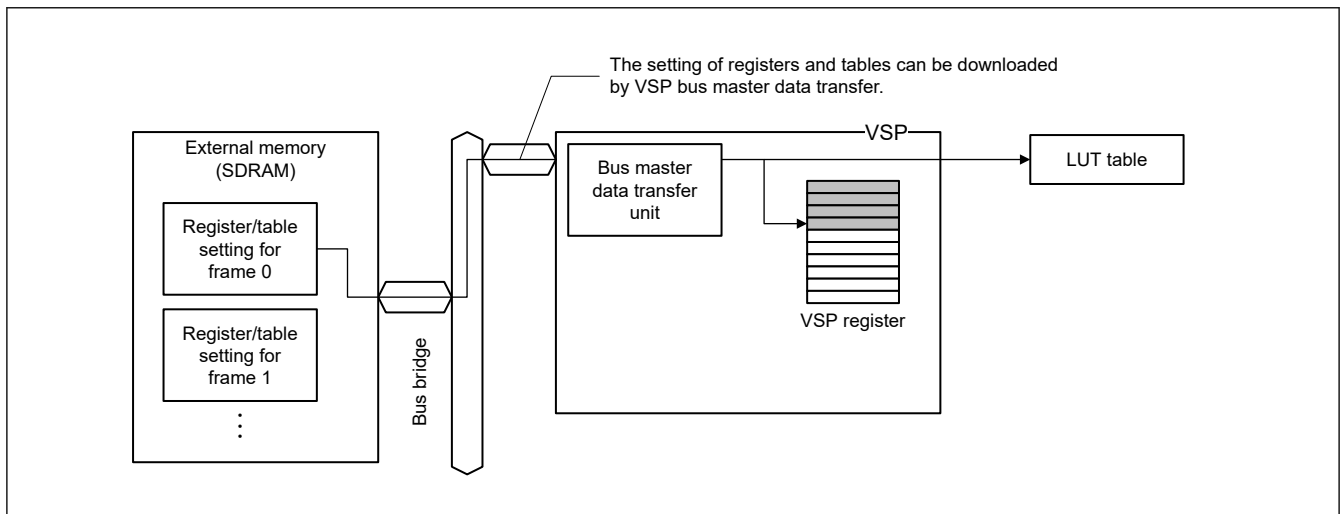 The setting of registers and tables can be downloaded
by VSP bus master data transfer.
External memory
(SDRAM)
Register/table
setting for
frame 0
Register/table
setting for
frame 1
Bus bridge
VSP
Bus master
data transfer
unit
VSP register
LUT table